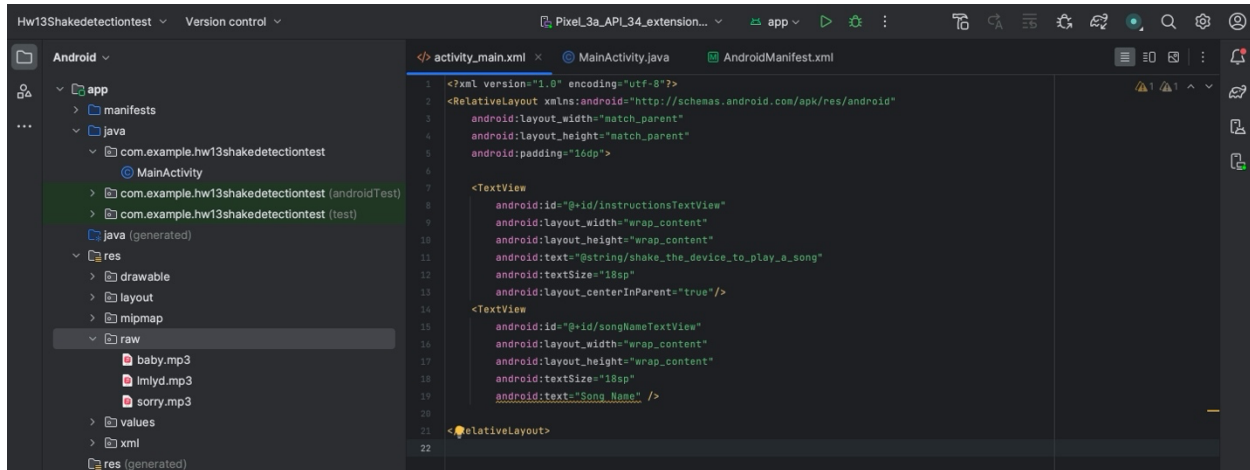 Hw13Shakedetectiontest Version control Pixel_3a_API_34_extension... app
Android
activity_main.xml MainActivity.java AndroidManifest.xml
app
manifests
java
com.example.hw13shakedetectiontest
MainActivity
com.example.hw13shakedetectiontest (androidTest)
com.example.hw13shakedetectiontest (test)
java (generated)
res
drawable
layout
mipmap
raw
baby.mp3
lmlyd.mp3
sorry.mp3
values
xml
res (generated)
1 <?xml version="1.0" encoding="utf-8"?>
2 <RelativeLayout xmlns:android="http://schemas.android.com/apk/res/android"
3 android:layout_width="match_parent"
4 android:layout_height="match_parent"
5 android:padding="16dp">
6
7 <TextView
8 android:id="@+id/instructionsTextView"
9 android:layout_width="wrap_content"
10 android:layout_height="wrap_content"
11 android:text="@string/shake_the_device_to_play_a_song"
12 android:textSize="18sp"
13 android:layout_centerInParent="true"/>
14 <TextView
15 android:id="@+id/songNameTextView"
16 android:layout_width="wrap_content"
17 android:layout_height="wrap_content"
18 android:textSize="18sp"
19 android:text="Song Name" />
20
21 </RelativeLayout>
22
1 1